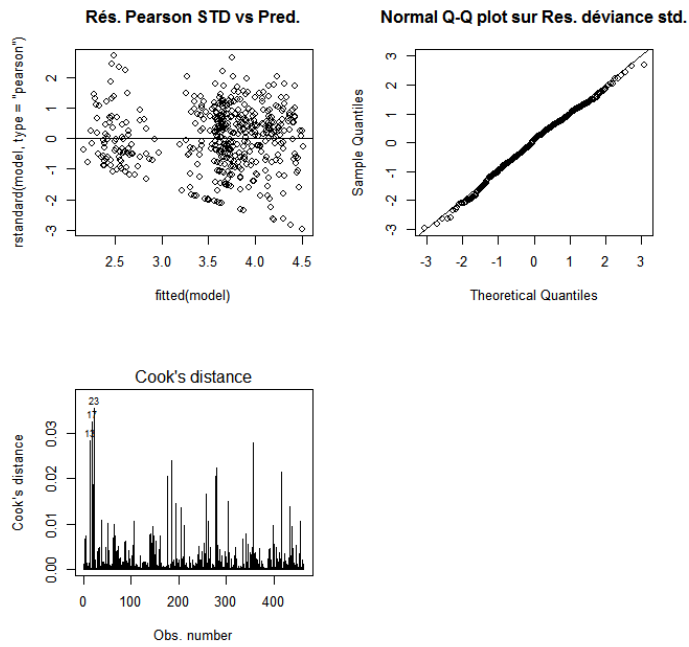 Rés. Pearson STD vs Pred.
rstandard(model, type = "pearson")
2
1
0
-1
-2
-3
2.5 3.0 3.5 4.0 4.5
fitted(model)
Normal Q-Q plot sur Res. déviance std.
Sample Quantiles
3
2
1
0
-1
-2
-3
-3 -2 -1 0 1 2 3
Theoretical Quantiles
Cook's distance
Cook's distance
0.03
0.02
0.01
0.00
23
17
13
0 100 200 300 400
Obs. number